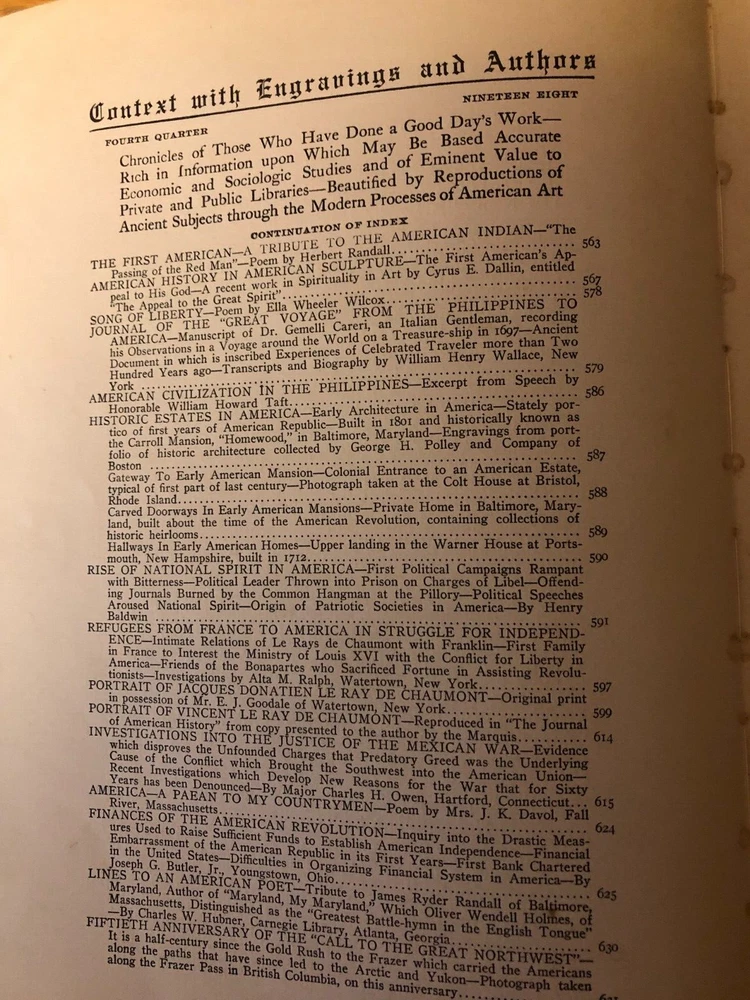 Context with Engravings and Authors
FOURTH QUARTER NINETEEN EIGHT
Chronicles of Those Who Have Done a Good Day's Work—
Rich in Information upon Which May Be Based Accurate
Economic and Sociologic Studies and of Eminent Value to
Private and Public Libraries—Beautified by Reproductions of
Ancient Subjects through the Modern Processes of American Art
CONTINUATION OF INDEX
THE FIRST AMERICAN—A TRIBUTE TO THE AMERICAN INDIAN—"The
Passing of the Red Man"—Poem by Herbert Randall.................... 563
AMERICAN HISTORY IN AMERICAN SCULPTURE—The First American's Ap-
peal to His God—A recent work in Spirituality in Art by Cyrus E. Dallin, entitled
"The Appeal to the Great Spirit".................... 567
SONG OF LIBERTY—Poem by Ella Wheeler Wilcox.................... 578
JOURNAL OF THE "GREAT VOYAGE" FROM THE PHILIPPINES TO
AMERICA—Manuscript of Dr. Gemelli Careri, an Italian Gentleman, recording
his Observations in a Voyage around the World on a Treasure-ship in 1697—Ancient
Document in which is inscribed Experiences of Celebrated Traveler more than Two
Hundred Years ago—Transcripts and Biography by William Henry Wallace, New
York .................... 579
AMERICAN CIVILIZATION IN THE PHILIPPINES—Excerpt from Speech by
Honorable William Howard Taft.................... 586
HISTORIC ESTATES IN AMERICA—Early Architecture in America—Stately por-
tico of first years of American Republic—Built in 1801 and historically known as
the Carroll Mansion, "Homewood," in Baltimore, Maryland—Engravings from port-
folio of historic architecture collected by George H. Polley and Company of
Boston .................... 587
Gateway To Early American Mansion—Colonial Entrance to an American Estate,
typical of first part of last century—Photograph taken at the Colt House at Bristol,
Rhode Island.................... 588
Carved Doorways In Early American Mansions—Private Home in Baltimore, Mary-
land, built about the time of the American Revolution, containing collections of
historic heirlooms.................... 589
Hallways In Early American Homes—Upper landing in the Warner House at Ports-
mouth, New Hampshire, built in 1712.................... 590
RISE OF NATIONAL SPIRIT IN AMERICA—First Political Campaigns Rampant
with Bitterness—Political Leader Thrown into Prison on Charges of Libel—Offend-
ing Journals Burned by the Common Hangman at the Pillory—Political Speeches
Aroused National Spirit—Origin of Patriotic Societies in America—By Henry
Baldwin .................... 591
REFUGEES FROM FRANCE TO AMERICA IN STRUGGLE FOR INDEPEND-
ENCE—Intimate Relations of Le Rays de Chaumont with Franklin—First Family
in France to Interest the Ministry of Louis XVI with the Conflict for Liberty in
America—Friends of the Bonapartes who Sacrificed Fortune in Assisting Revolu-
tionists—Investigations by Alta M. Ralph, Watertown, New York.................... 597
PORTRAIT OF JACQUES DONATIEN LE RAY DE CHAUMONT—Original print
in possession of Mr. E. J. Goodale of Watertown, New York.................... 599
PORTRAIT OF VINCENT LE RAY DE CHAUMONT—Reproduced in "The Journal
of American History" from copy presented to the author by the Marquis........... 614
INVESTIGATIONS INTO THE JUSTICE OF THE MEXICAN WAR—Evidence
which disproves the Unfounded Charges that Predatory Greed was the Underlying
Cause of the Conflict which Brought the Southwest into the American Union—
Recent Investigations which Develop New Reasons for the War that for Sixty
Years has been Denounced—By Major Charles H. Owen, Hartford, Connecticut... 615
AMERICA—A PAEAN TO MY COUNTRYMEN—Poem by Mrs. J. K. Davol, Fall
River, Massachusetts.................... 624
FINANCES OF THE AMERICAN REVOLUTION—Inquiry into the Drastic Meas-
ures Used to Raise Sufficient Funds to Establish American Independence—Financial
Embarrassment of the American Republic in its First Years—First Bank Chartered
in the United States—Difficulties in Organizing Financial System in America—By
Joseph G. Butler, Jr., Youngstown, Ohio.................... 625
LINES TO AN AMERICAN POET—Tribute to James Ryder Randall of Baltimore,
Maryland, Author of "Maryland, My Maryland," Which Oliver Wendell Holmes, of
Massachusetts, Distinguished as the "Greatest Battle-hymn in the English Tongue"
—By Charles W. Hubner, Carnegie Library, Atlanta, Georgia.................... 630
FIFTIETH ANNIVERSARY OF THE "CALL TO THE GREAT NORTHWEST"—
It is a half-century since the Gold Rush to the Frazer which carried the Americans
along the paths that have since led to the Arctic and Yukon—Photograph taken
along the Frazer Pass in British Columbia, on this anniversary....................